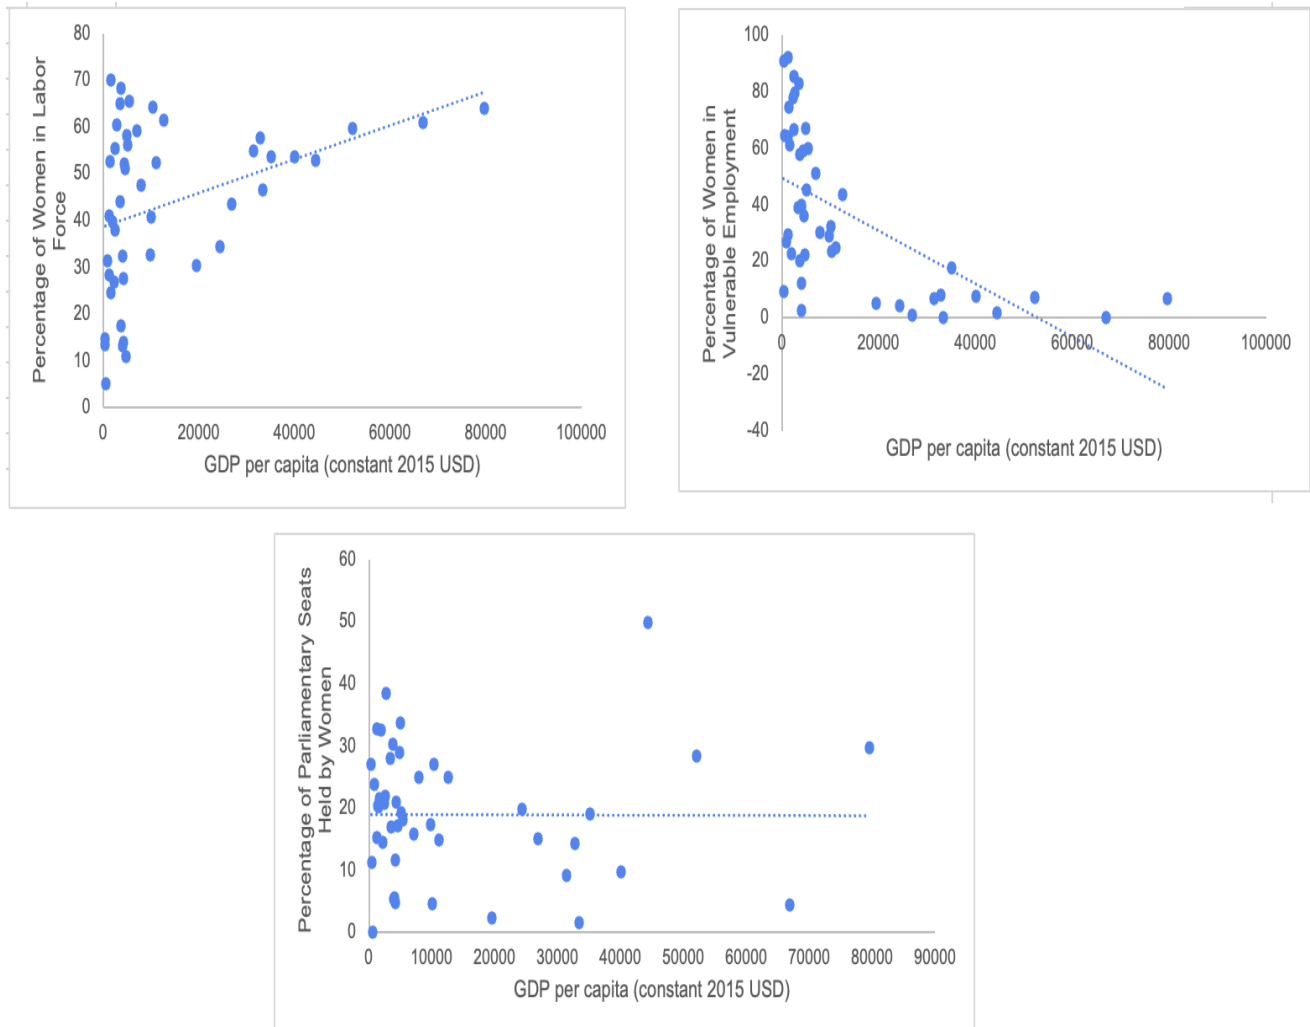 Percentage of Women in Labor
Force
80
70
60
50
40
30
20
10
0
0 20000 40000 60000 80000 100000
GDP per capita (constant 2015 USD)
Percentage of Women in
Vulnerable Employment
100
80
60
40
20
0
-20
-40
0 20000 40000 60000 80000 100000
GDP per capita (constant 2015 USD)
Percentage of Parliamentary Seats
Held by Women
60
50
40
30
20
10
0
0 10000 20000 30000 40000 50000 60000 70000 80000 90000
GDP per capita (constant 2015 USD)